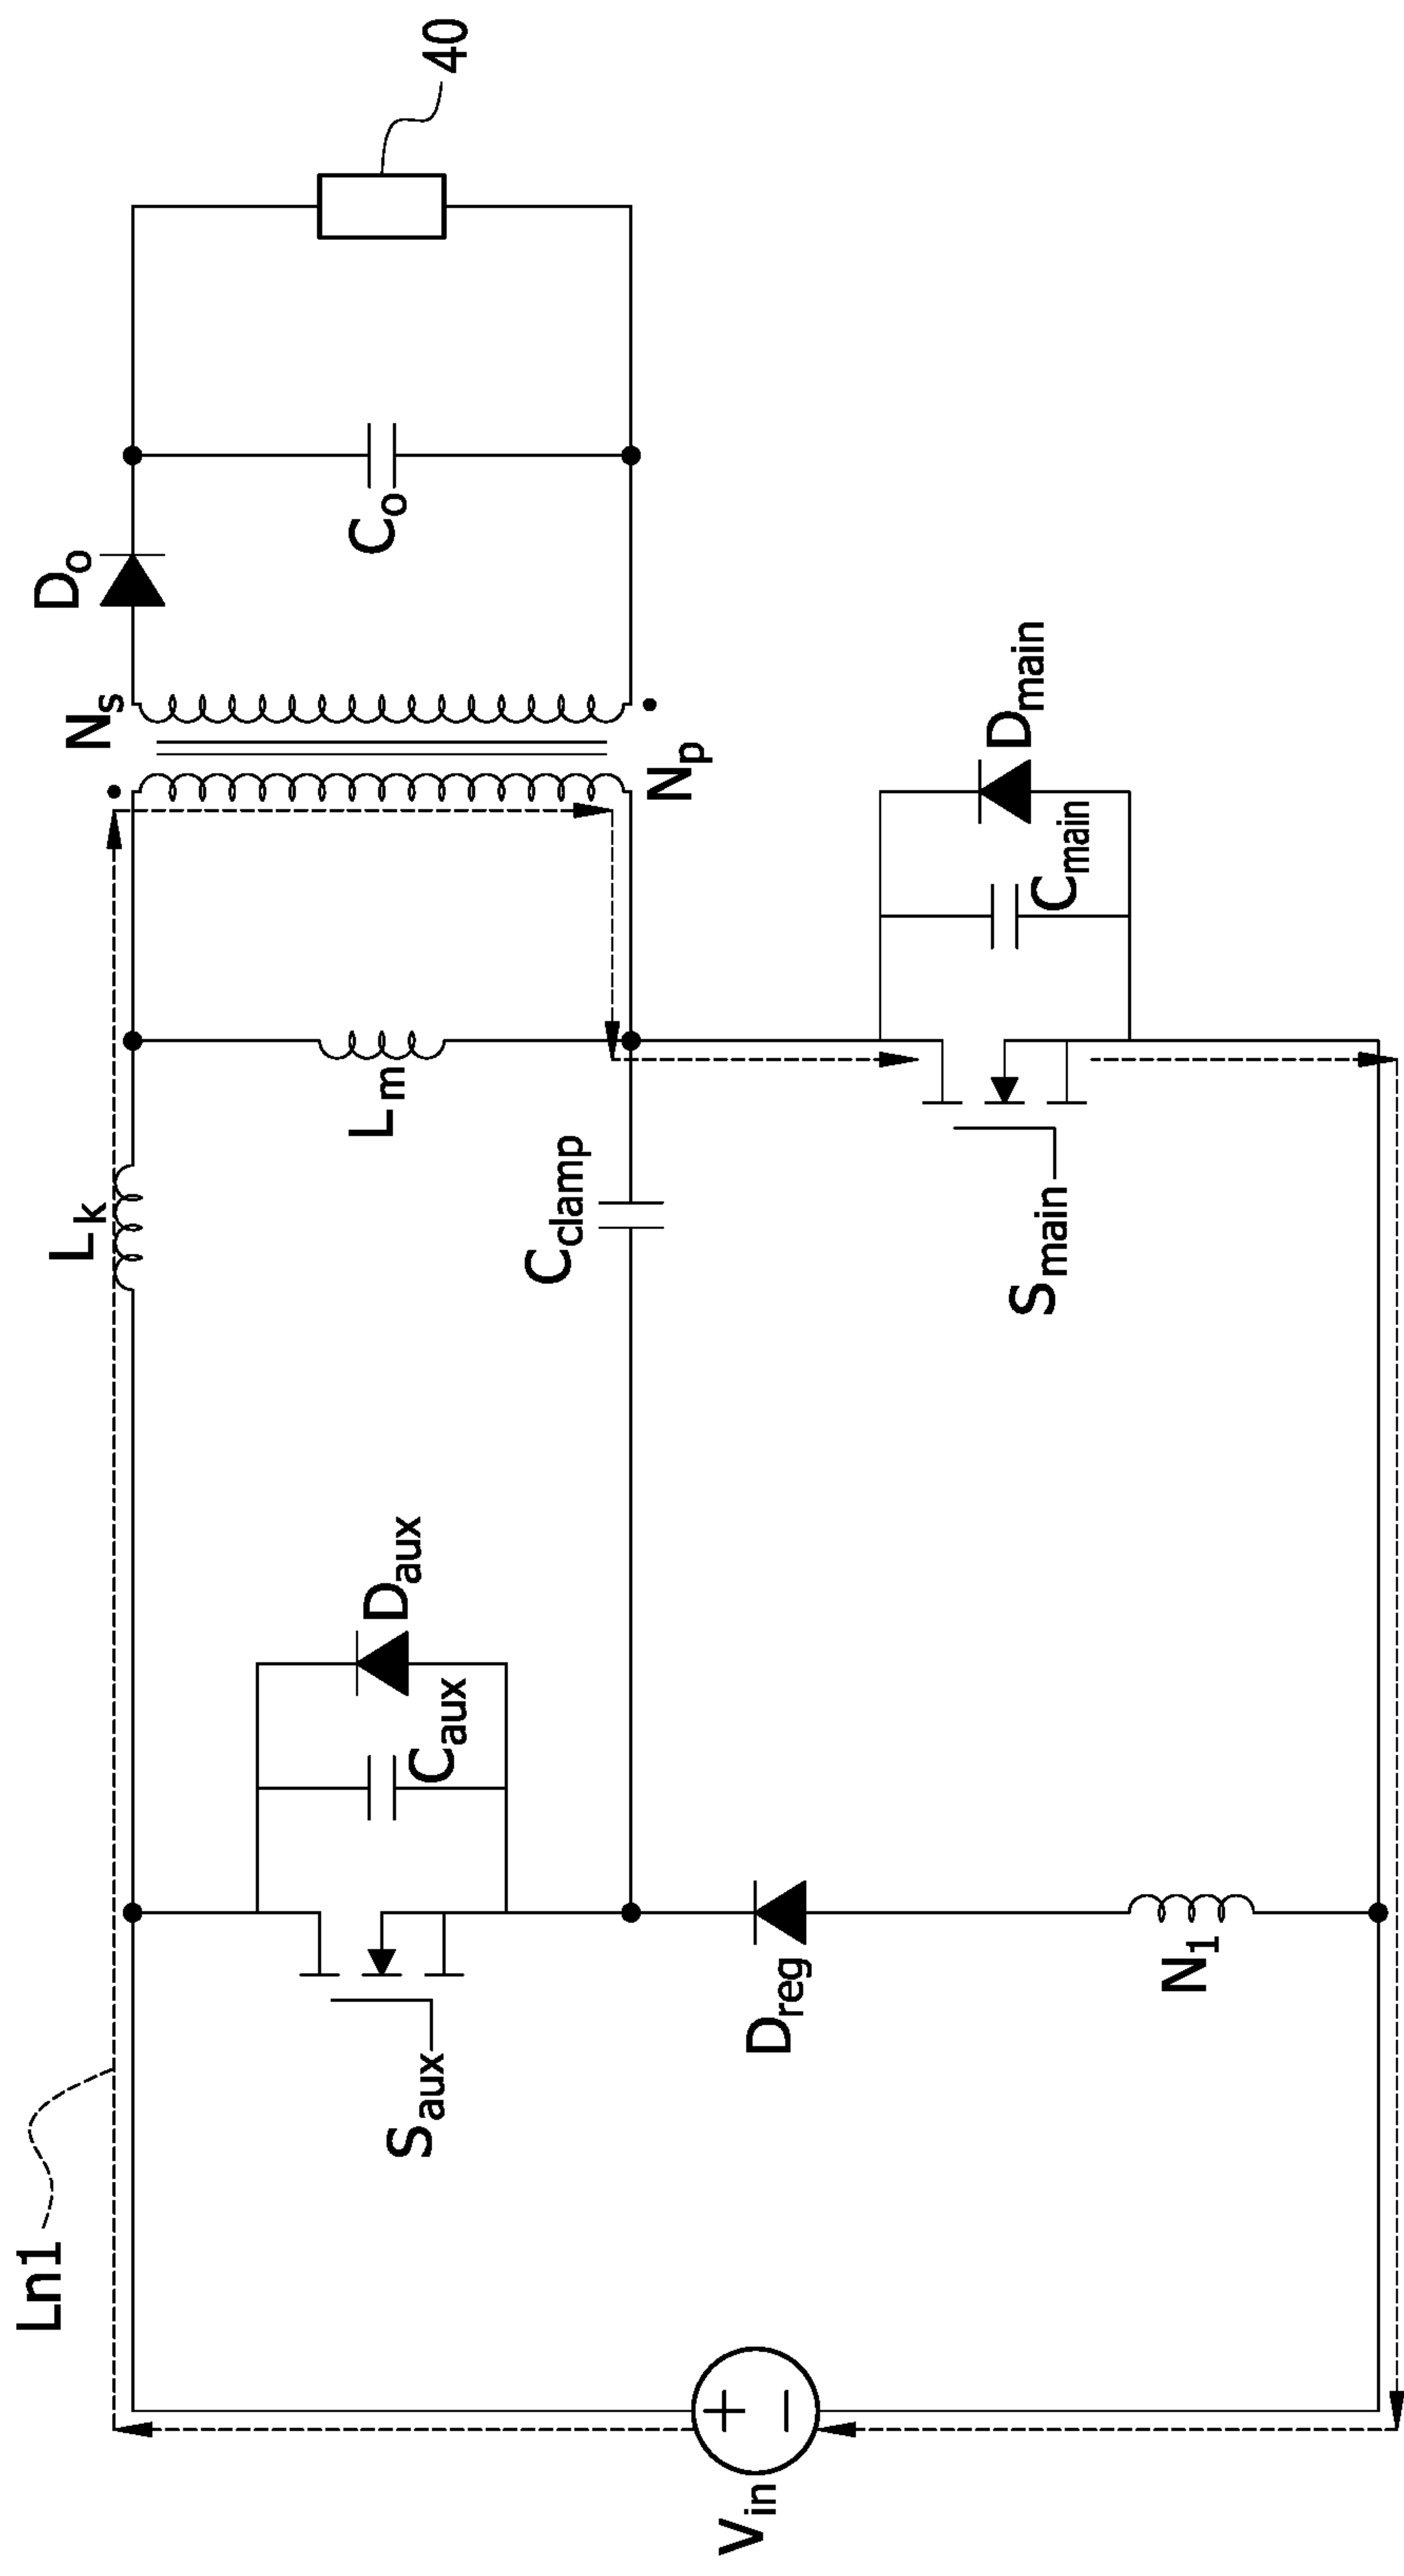 Ln1
Do
Lk
Ns
Lm
Co
Daux
Saux
Caux
40
Cclamp
Np
Vin
Dreg
Dmain
Smain
Cmain
N1